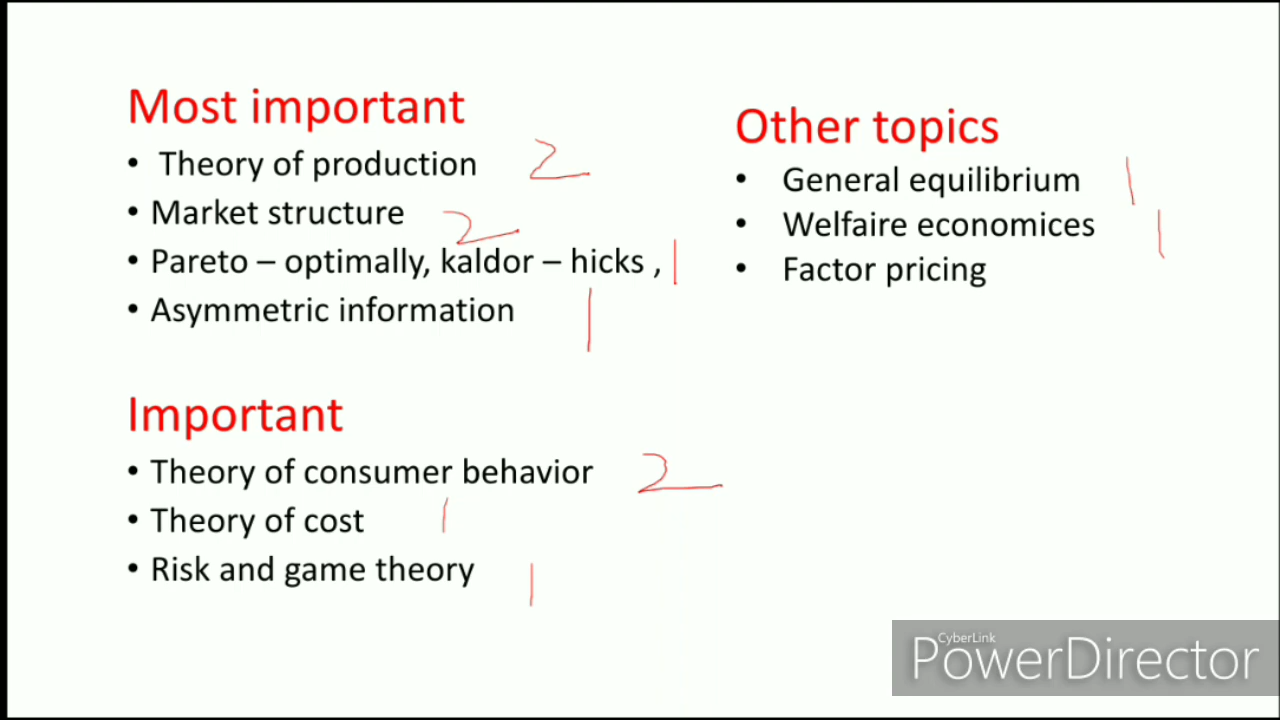 Most important
• Theory of production 2
• Market structure 2
• Pareto – optimally, kaldor – hicks , 1
• Asymmetric information 1
Important
• Theory of consumer behavior 2
• Theory of cost 1
• Risk and game theory 1
Other topics
• General equilibrium 1
• Welfaire economices 1
• Factor pricing
CyberLink
PowerDirector